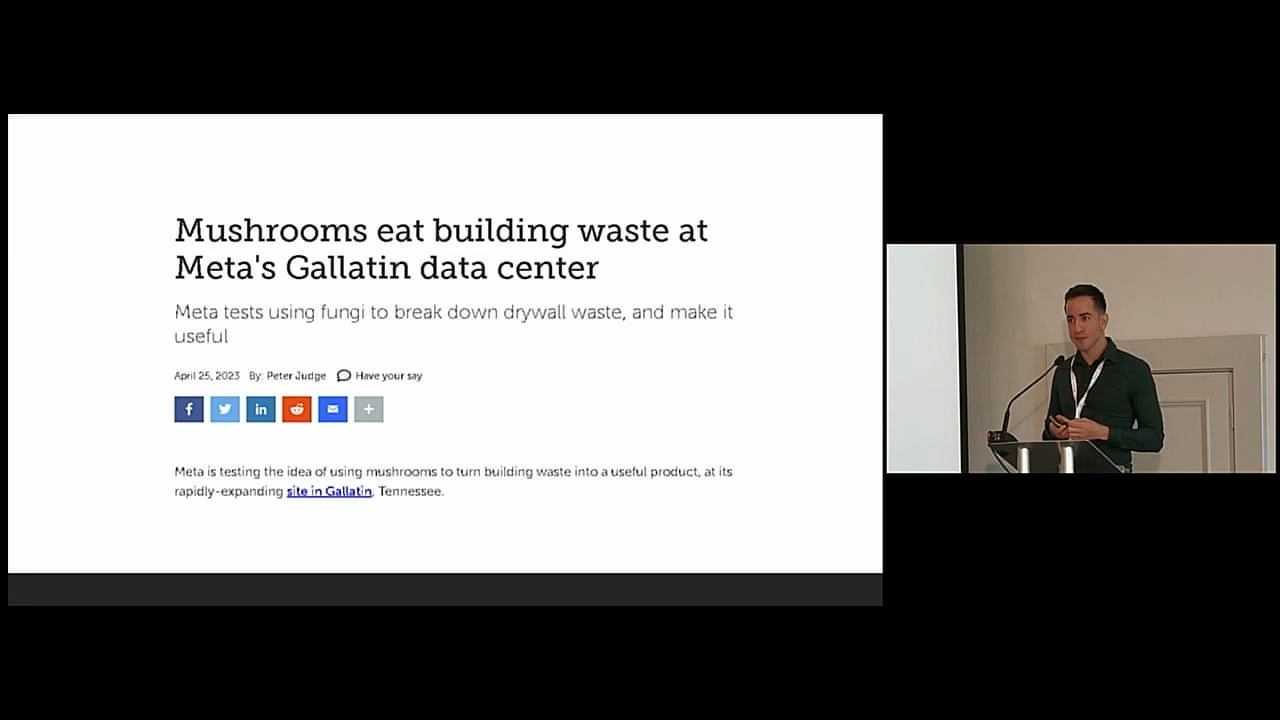 Mushrooms eat building waste at
Meta's Gallatin data center
Meta tests using fungi to break down drywall waste, and make it
useful
April 25, 2023 By: Peter Judge Have your say
Meta is testing the idea of using mushrooms to turn building waste into a useful product, at its
rapidly-expanding site in Gallatin, Tennessee.